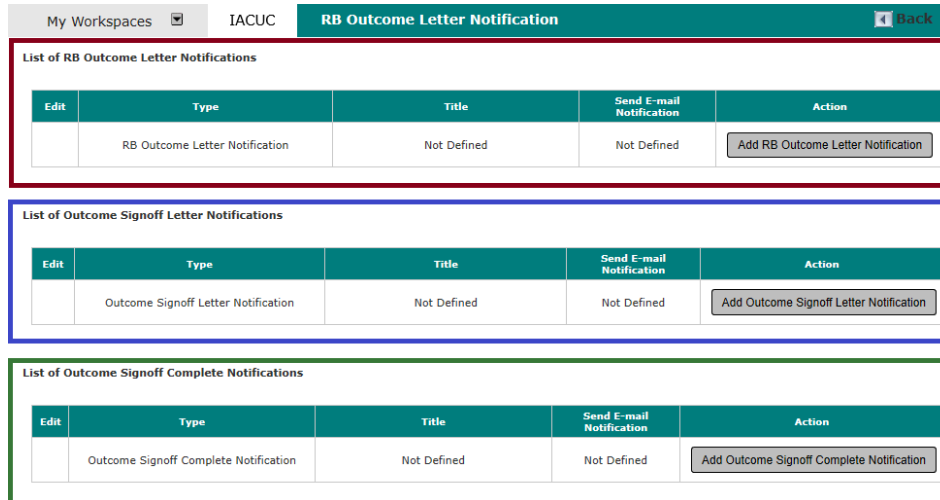 My Workspaces IACUC RB Outcome Letter Notification Back
List of RB Outcome Letter Notifications
Edit Type Title Send E-mail Notification Action
RB Outcome Letter Notification Not Defined Not Defined Add RB Outcome Letter Notification
List of Outcome Signoff Letter Notifications
Edit Type Title Send E-mail Notification Action
Outcome Signoff Letter Notification Not Defined Not Defined Add Outcome Signoff Letter Notification
List of Outcome Signoff Complete Notifications
Edit Type Title Send E-mail Notification Action
Outcome Signoff Complete Notification Not Defined Not Defined Add Outcome Signoff Complete Notification